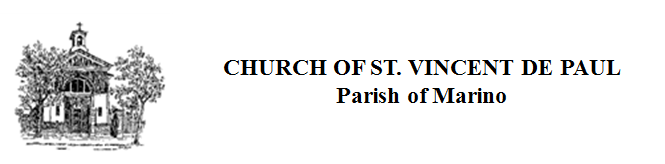 CHURCH OF ST. VINCENT DE PAUL
Parish of Marino